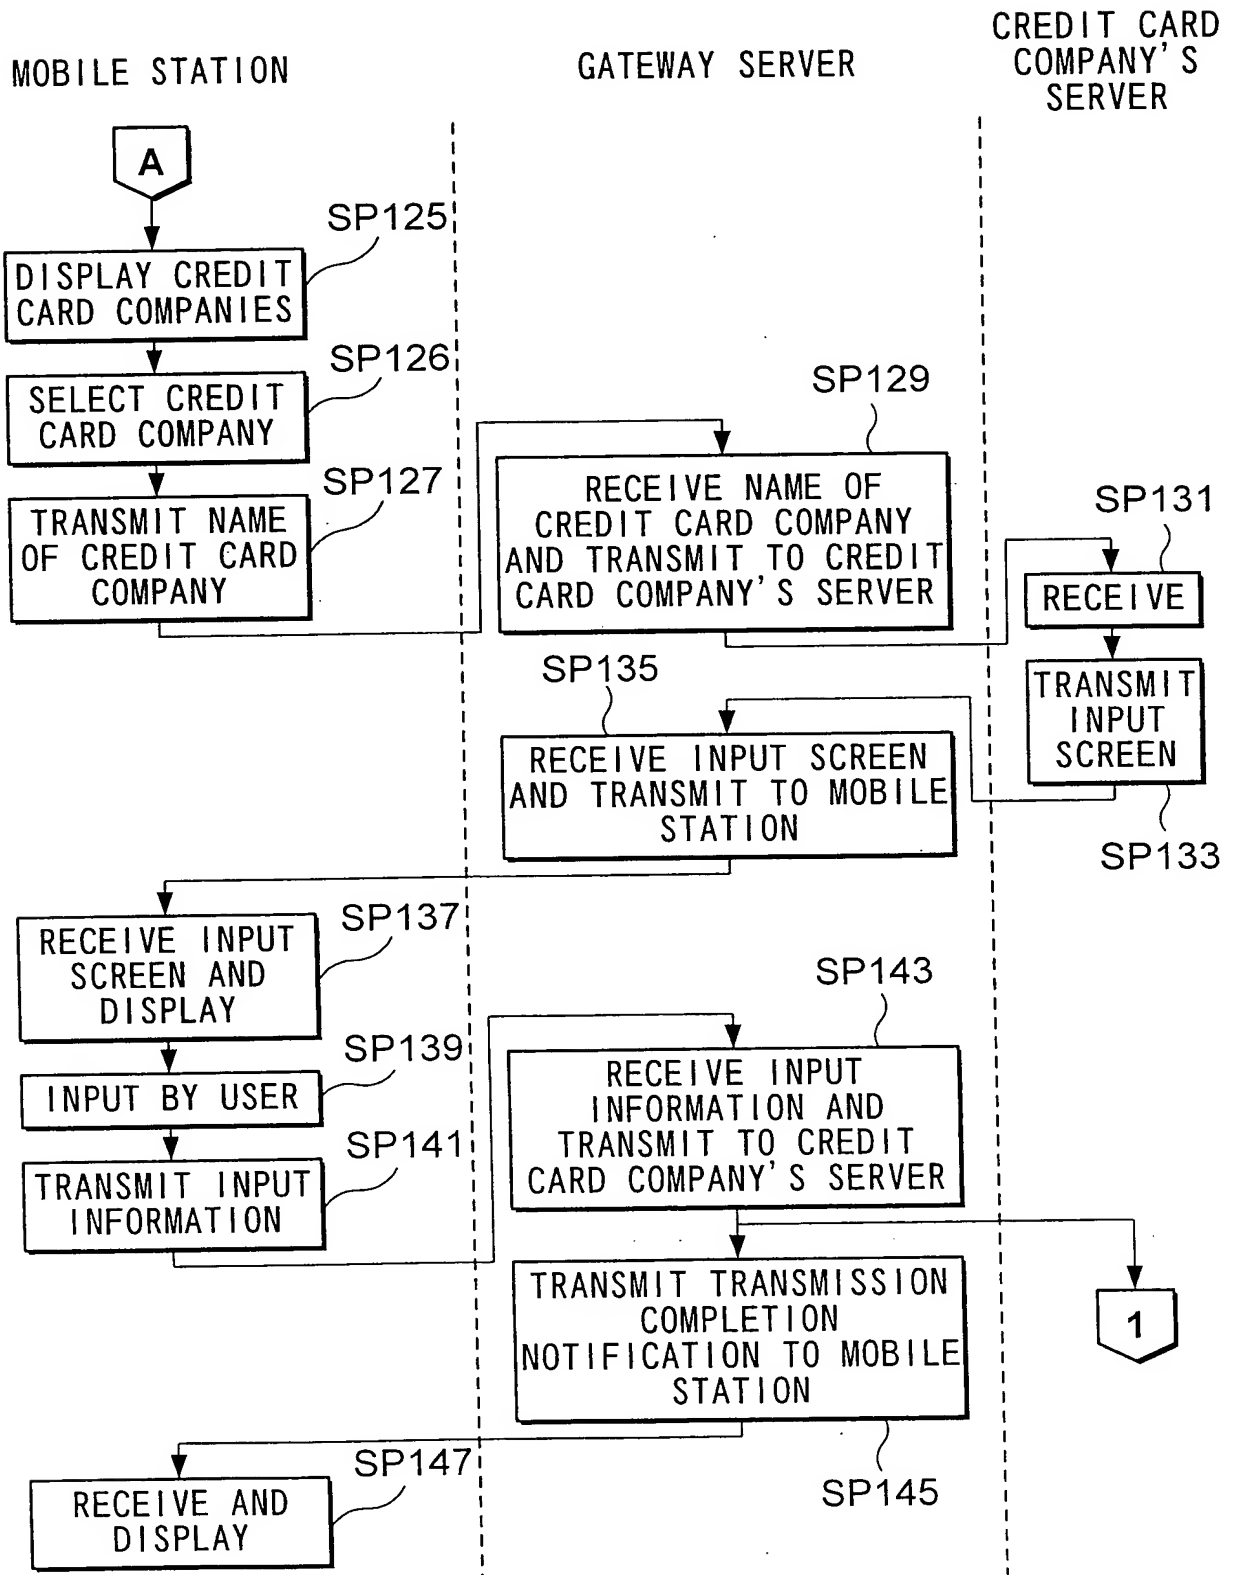 MOBILE STATION
GATEWAY SERVER
CREDIT CARD
COMPANY'S
SERVER
A
SP125
DISPLAY CREDIT
CARD COMPANIES
SP126
SELECT CREDIT
CARD COMPANY
SP127
TRANSMIT NAME
OF CREDIT CARD
COMPANY
SP129
RECEIVE NAME OF
CREDIT CARD COMPANY
AND TRANSMIT TO CREDIT
CARD COMPANY'S SERVER
SP131
RECEIVE
TRANSMIT
INPUT
SCREEN
SP133
SP135
RECEIVE INPUT SCREEN
AND TRANSMIT TO MOBILE
STATION
SP137
RECEIVE INPUT
SCREEN AND
DISPLAY
SP139
INPUT BY USER
SP141
TRANSMIT INPUT
INFORMATION
SP143
RECEIVE INPUT
INFORMATION AND
TRANSMIT TO CREDIT
CARD COMPANY'S SERVER
1
TRANSMIT TRANSMISSION
COMPLETION
NOTIFICATION TO MOBILE
STATION
SP145
SP147
RECEIVE AND
DISPLAY